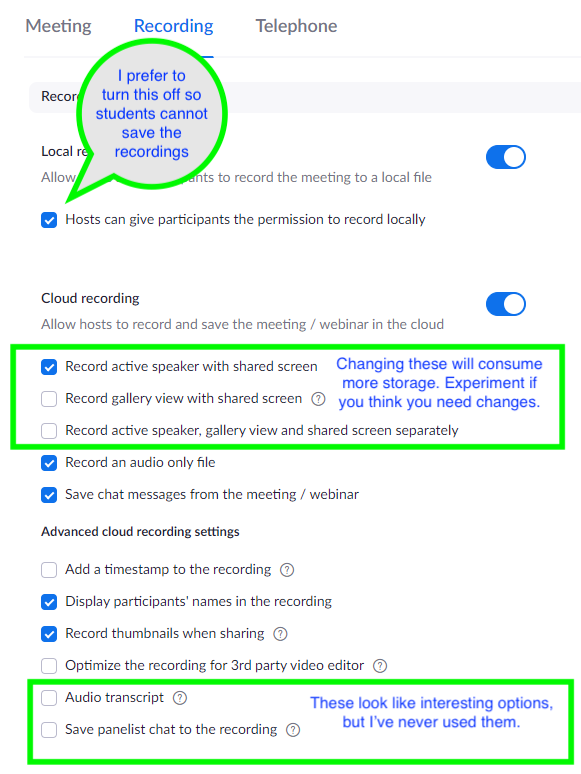 Meeting Recording Telephone
I prefer to
turn this off so
students cannot
save the
recordings
Recor
Local re
Allow ants to record the meeting to a local file
Hosts can give participants the permission to record locally
Cloud recording
Allow hosts to record and save the meeting / webinar in the cloud
Record active speaker with shared screen
Record gallery view with shared screen ?
Record active speaker, gallery view and shared screen separately
Changing these will consume
more storage. Experiment if
you think you need changes.
Record an audio only file
Save chat messages from the meeting / webinar
Advanced cloud recording settings
Add a timestamp to the recording ?
Display participants' names in the recording
Record thumbnails when sharing ?
Optimize the recording for 3rd party video editor ?
Audio transcript ?
Save panelist chat to the recording ?
These look like interesting options,
but I've never used them.